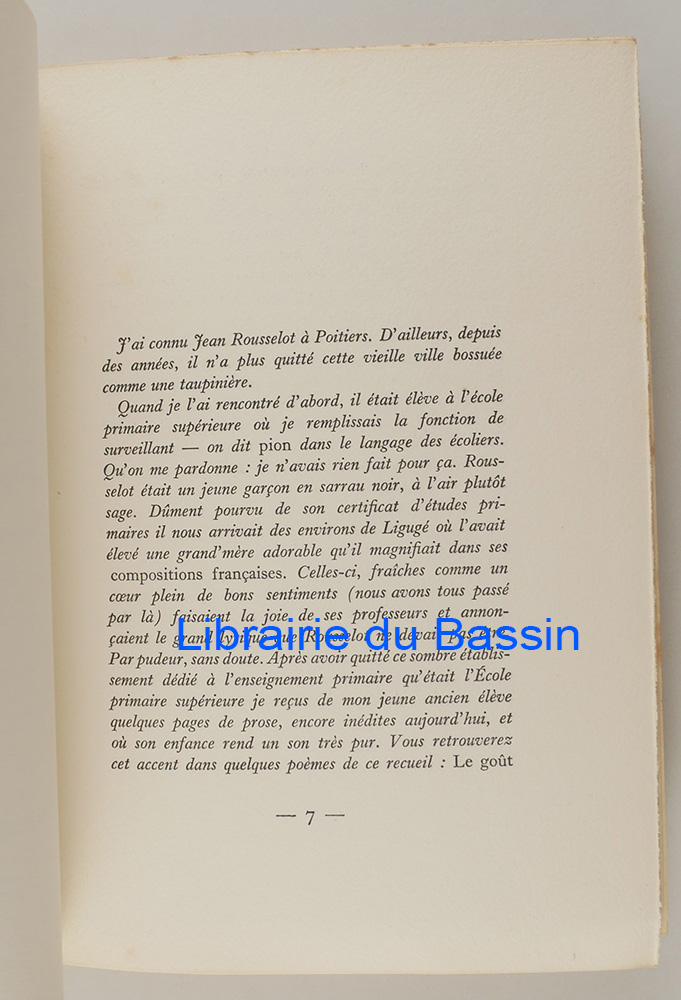 J'ai connu Jean Rousselot à Poitiers. D'ailleurs, depuis
des années, il n'a plus quitté cette vieille ville bossuée
comme une taupinière.
Quand je l'ai rencontré d'abord, il était élève à l'école
primaire supérieure où je remplissais la fonction de
surveillant — on dit pion dans le langage des écoliers.
Qu'on me pardonne : je n'avais rien fait pour ça. Rous-
selot était un jeune garçon en sarrau noir, à l'air plutôt
sage. Dûment pourvu de son certificat d'études pri-
maires il nous arrivait des environs de Ligugé où l'avait
élevé une grand'mère adorable qu'il magnifiait dans ses
compositions françaises. Celles-ci, fraîches comme un
cœur plein de bons sentiments (nous avons tous passé
par là) faisaient la joie de ses professeurs et annon-
çaient le grand lyrique que Rousselot ne devait pas être.
Librairie du Bassin
Par pudeur, sans doute. Après avoir quitté ce sombre établis-
sement dédié à l'enseignement primaire qu'était l'École
primaire supérieure je reçus de mon jeune ancien élève
quelques pages de prose, encore inédites aujourd'hui, et
où son enfance rend un son très pur. Vous retrouverez
cet accent dans quelques poèmes de ce recueil : Le goût
— 7 —